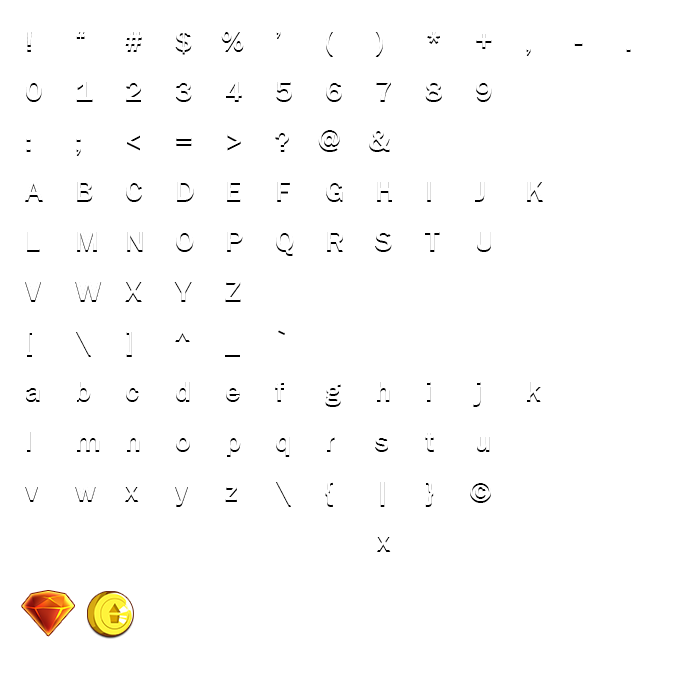 ! " # $ % ' ( ) * + , - .
0 1 2 3 4 5 6 7 8 9
: ; < = > ? @ &
A B C D E F G H I J K
L M N O P Q R S T U
V W X Y Z
[ \ ] ^ _ `
a b c d e f g h i j k
l m n o p q r s t u
v w x y z \ { | } ©
x
G